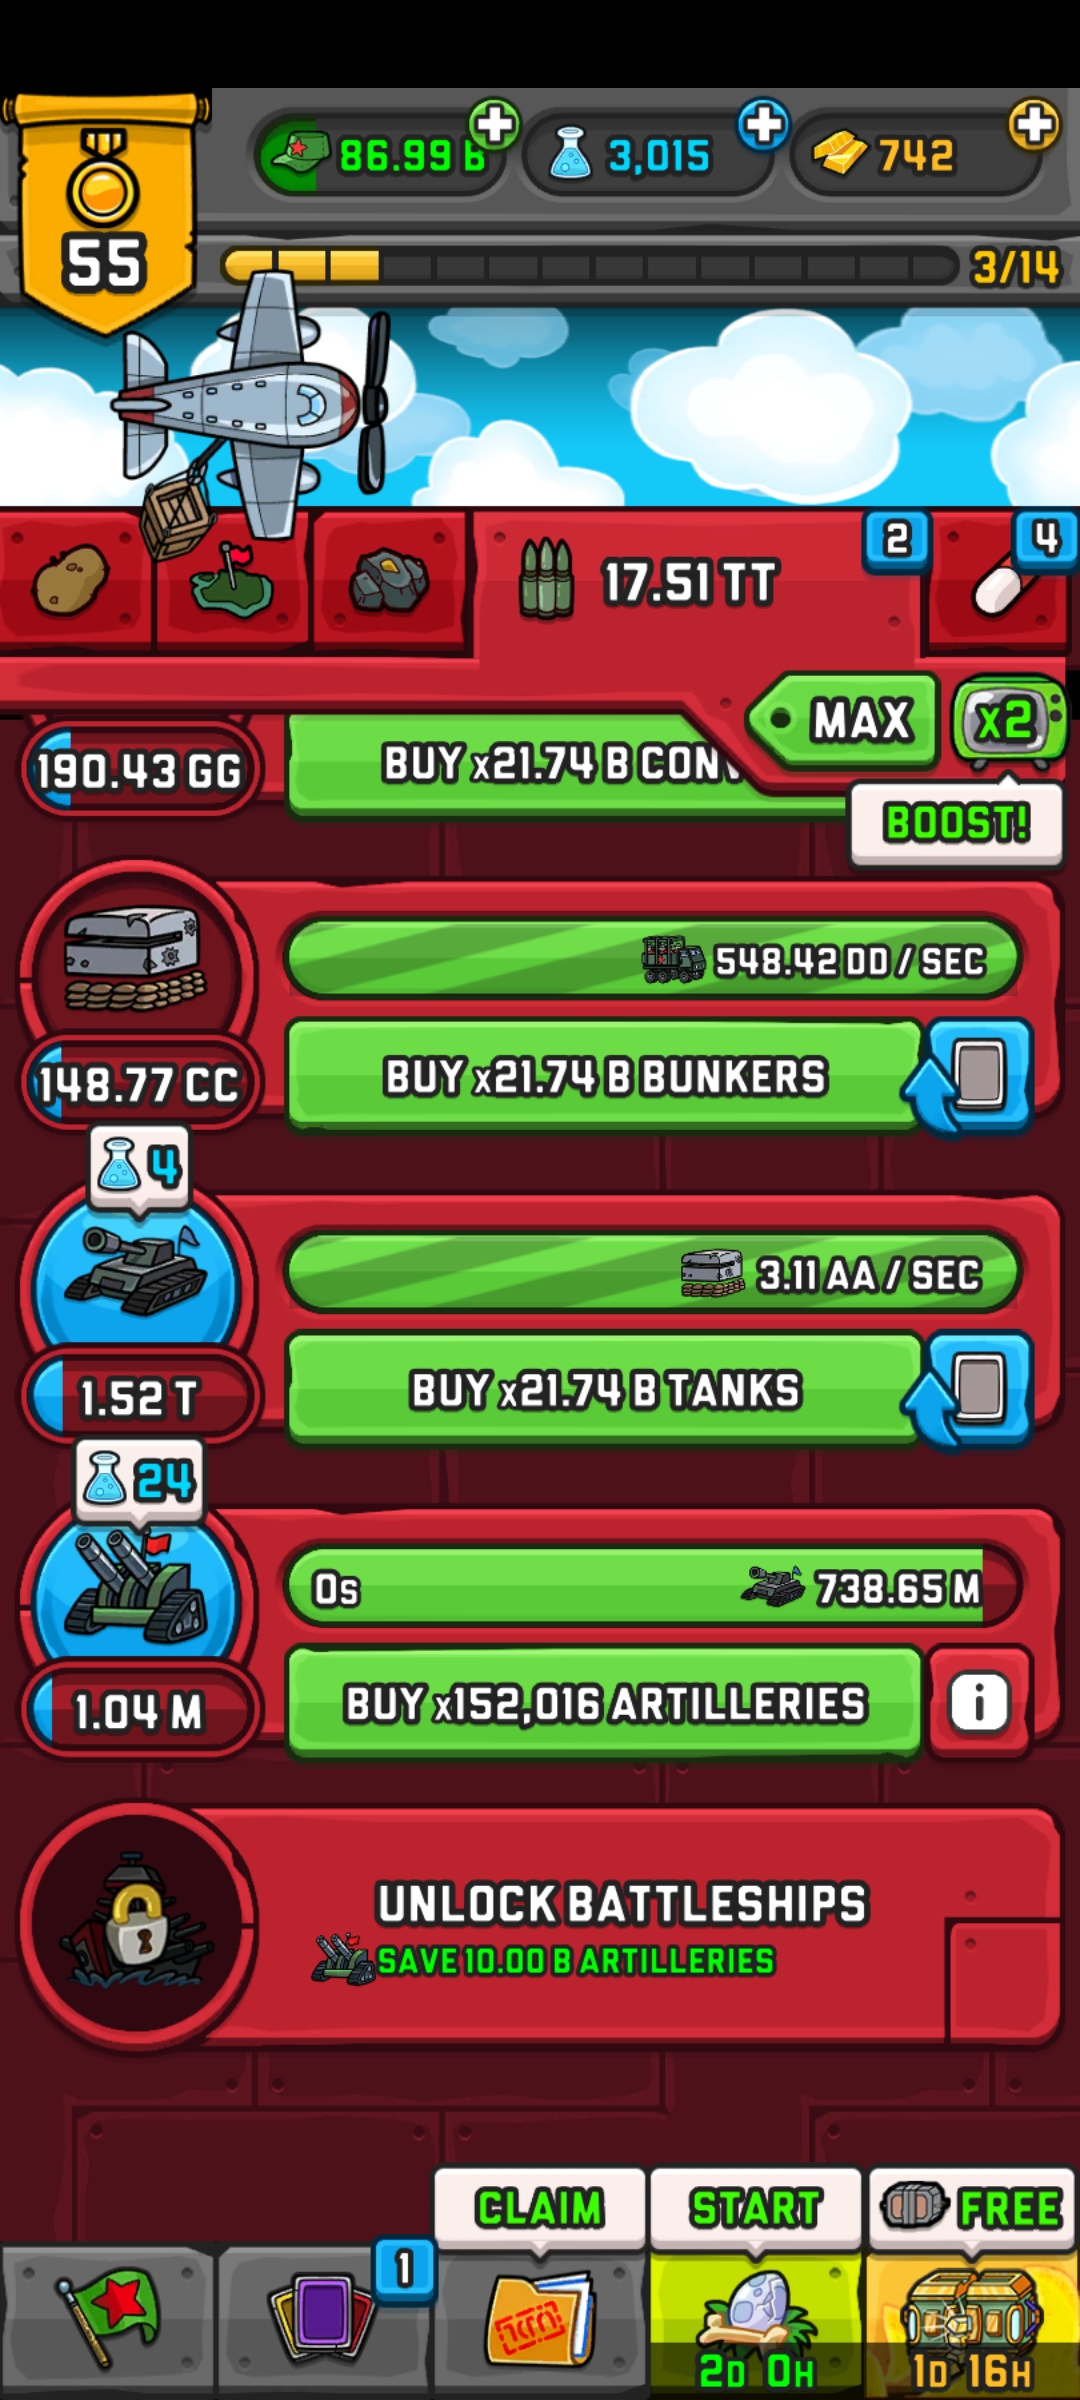 86.99 B
3,015
742
55
3/14
17.51 TT
2
4
MAX
x2
190.43 GG
BUY x21.74 B CON
BOOST!
548.42 DD / SEC
148.77 CC
BUY x21.74 B BUNKERS
4
3.11 AA / SEC
1.52 T
BUY x21.74 B TANKS
24
0s
738.65 M
1.04 M
BUY x152,016 ARTILLERIES
i
UNLOCK BATTLESHIPS
SAVE 10.00 B ARTILLERIES
CLAIM
START
FREE
1
2D 0H
1D 16H